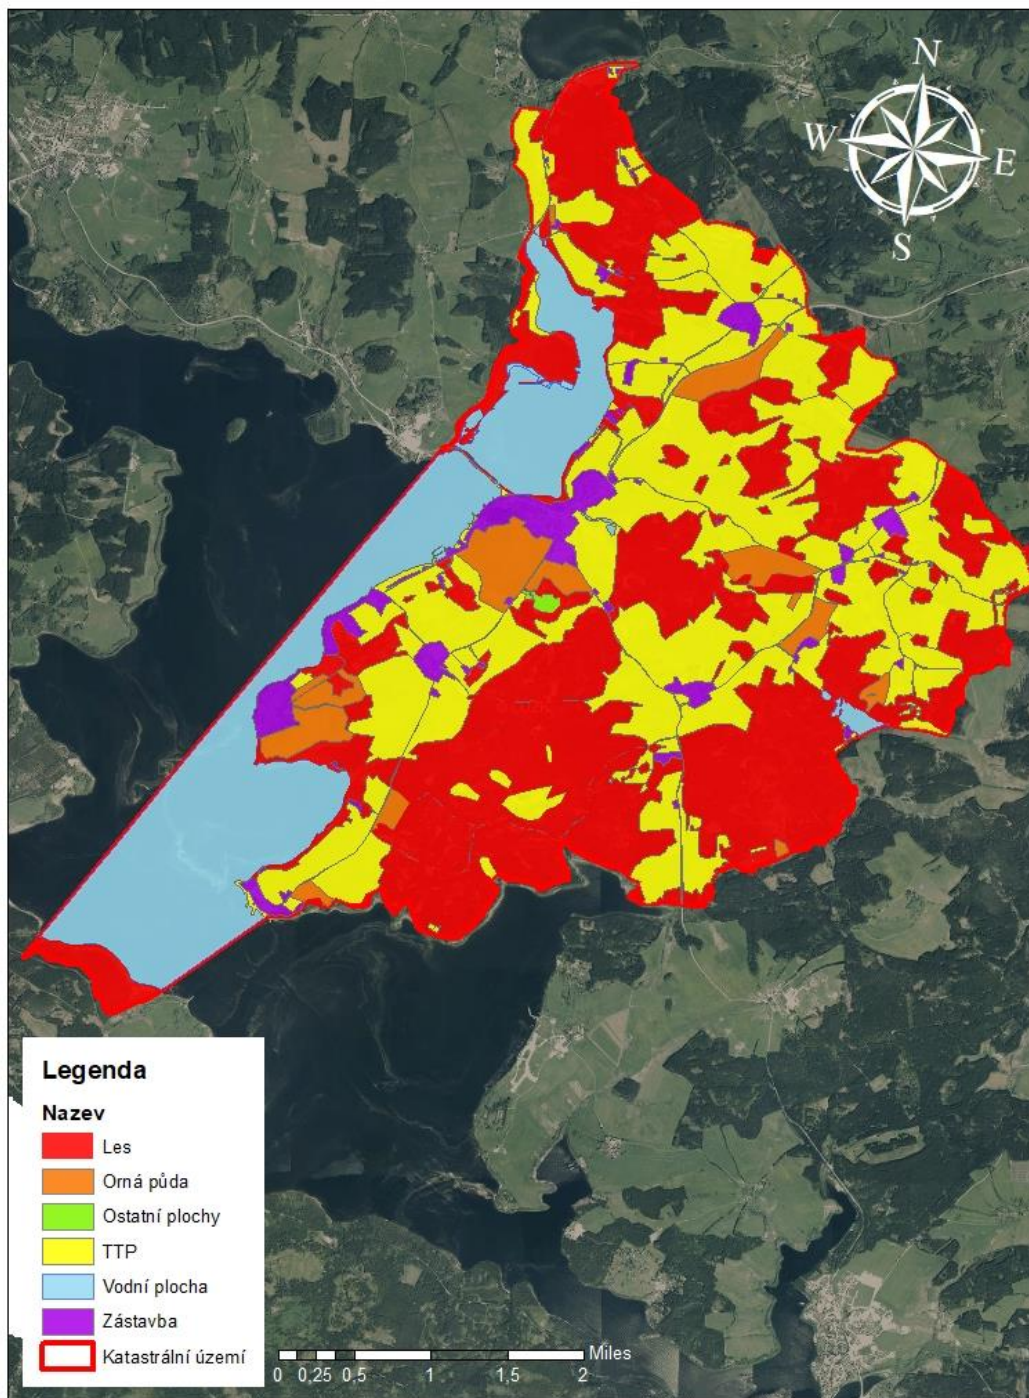 N
W
E
S
Legenda
Nazev
Les
Orná půda
Ostatní plochy
TTP
Vodní plocha
Zástavba
Katastrální území
Miles
0 0,25 0,5 1 1,5 2